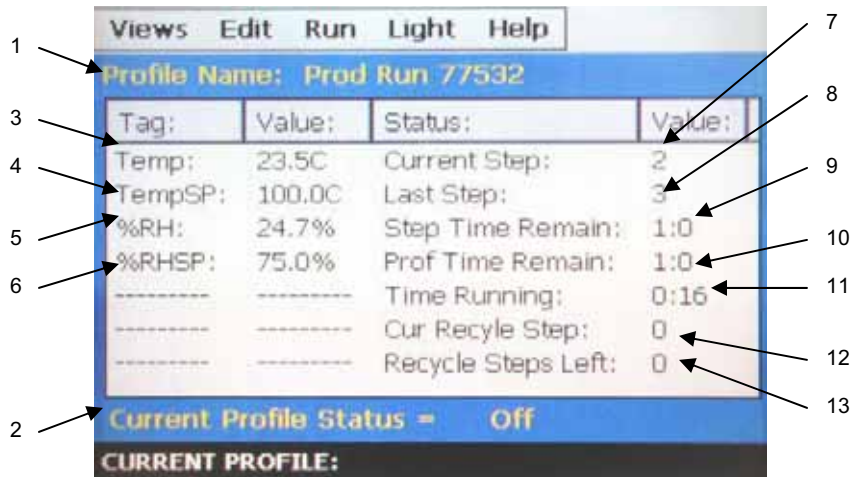 Views Edit Run Light Help
Profile Name: Prod Run 77532
Tag: Value: Status: Value:
Temp: 23.5C Current Step: 2
TempSP: 100.0C Last Step: 3
%RH: 24.7% Step Time Remain: 1:0
%RHSP: 75.0% Prof Time Remain: 1:0
--------- --------- Time Running: 0:16
--------- --------- Cur Recyle Step: 0
--------- --------- Recycle Steps Left: 0
Current Profile Status = Off
CURRENT PROFILE:
1
3
4
5
6
2
7
8
9
10
11
12
13